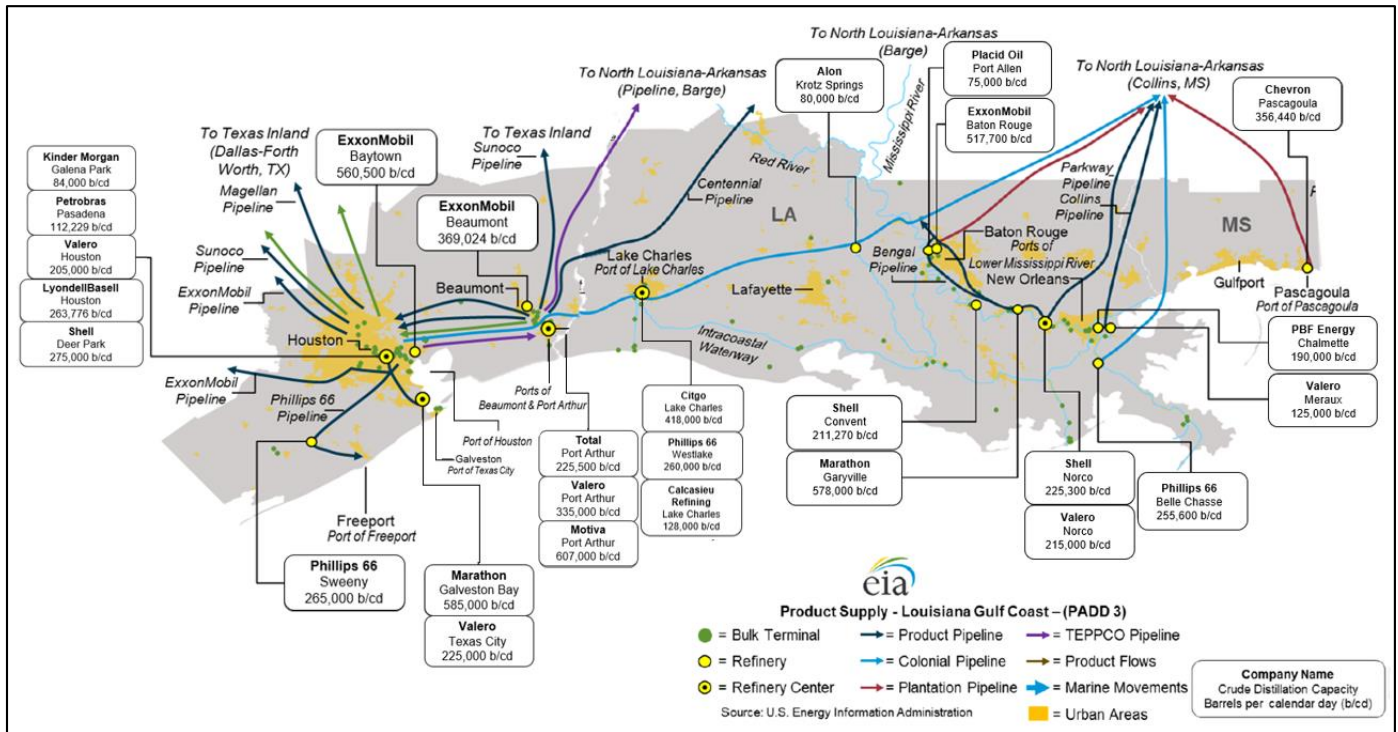 To North Louisiana-Arkansas
(Barge)
To North Louisiana-Arkansas
(Pipeline, Barge)
To North Louisiana-Arkansas
(Collins, MS)
To Texas Inland
(Dallas-Forth
Worth, TX)
Magellan
Pipeline
Sunoco
Pipeline
ExxonMobil
Pipeline
Houston
ExxonMobil
Pipeline
Phillips 66
Pipeline
To Texas Inland
Sunoco
Pipeline
Kinder Morgan
Galena Park
84,000 b/cd
Petrobras
Pasadena
112,229 b/cd
Valero
Houston
205,000 b/cd
LyondellBasell
Houston
263,776 b/cd
Shell
Deer Park
275,000 b/cd
ExxonMobil
Baytown
560,500 b/cd
ExxonMobil
Beaumont
369,024 b/cd
Beaumont
Alon
Krotz Springs
80,000 b/cd
Placid Oil
Port Allen
75,000 b/cd
ExxonMobil
Baton Rouge
517,700 b/cd
Chevron
Pascagoula
356,440 b/cd
Mississippi River
Red River
Centennial
Pipeline
LA
Lake Charles
Port of Lake Charles
Lafayette
Intracoastal
Waterway
Bengal
Pipeline
Baton Rouge
Ports of
Lower Mississippi River
New Orleans
Parkway
Pipeline
Collins
Pipeline
MS
Gulfport
Pascagoula
Port of Pascagoula
PBF Energy
Chalmette
190,000 b/cd
Valero
Meraux
125,000 b/cd
Ports of
Beaumont & Port Arthur
Port of Houston
Galveston
Port of Texas City
Freeport
Port of Freeport
Phillips 66
Sweeny
265,000 b/cd
Marathon
Galveston Bay
585,000 b/cd
Valero
Texas City
225,000 b/cd
Total
Port Arthur
225,500 b/cd
Valero
Port Arthur
335,000 b/cd
Motiva
Port Arthur
607,000 b/cd
Citgo
Lake Charles
418,000 b/cd
Phillips 66
Westlake
260,000 b/cd
Calcasieu
Refining
Lake Charles
128,000 b/cd
Shell
Convent
211,270 b/cd
Marathon
Garyville
578,000 b/cd
Shell
Norco
225,300 b/cd
Valero
Norco
215,000 b/cd
Phillips 66
Belle Chasse
255,600 b/cd
eia
Product Supply - Louisiana Gulf Coast – (PADD 3)
= Bulk Terminal
= Product Pipeline
= TEPPCO Pipeline
= Refinery
= Colonial Pipeline
= Product Flows
= Refinery Center
= Plantation Pipeline
= Marine Movements
Source: U.S. Energy Information Administration
= Urban Areas
Company Name
Crude Distillation Capacity
Barrels per calendar day (b/cd)